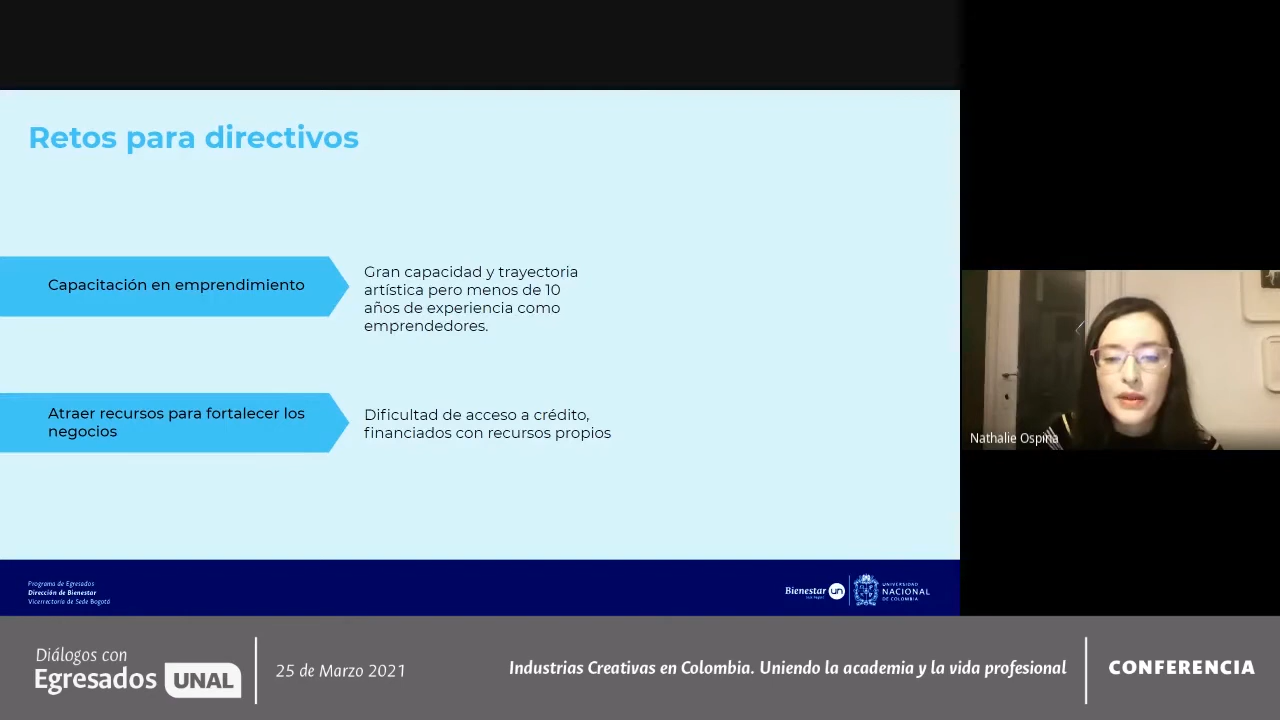 Retos para directivos
Capacitación en emprendimiento
Gran capacidad y trayectoria
artística pero menos de 10
años de experiencia como
emprendedores.
Atraer recursos para fortalecer los
negocios
Dificultad de acceso a crédito,
financiados con recursos propios
Nathalie Ospina
Programa de Egresados
Dirección de Bienestar
Vicerrectoría de Sede Bogotá
Bienestar un
UNIVERSIDAD
NACIONAL
DE COLOMBIA
Diálogos con
Egresados UNAL
25 de Marzo 2021
Industrias Creativas en Colombia. Uniendo la academia y la vida profesional
CONFERENCIA